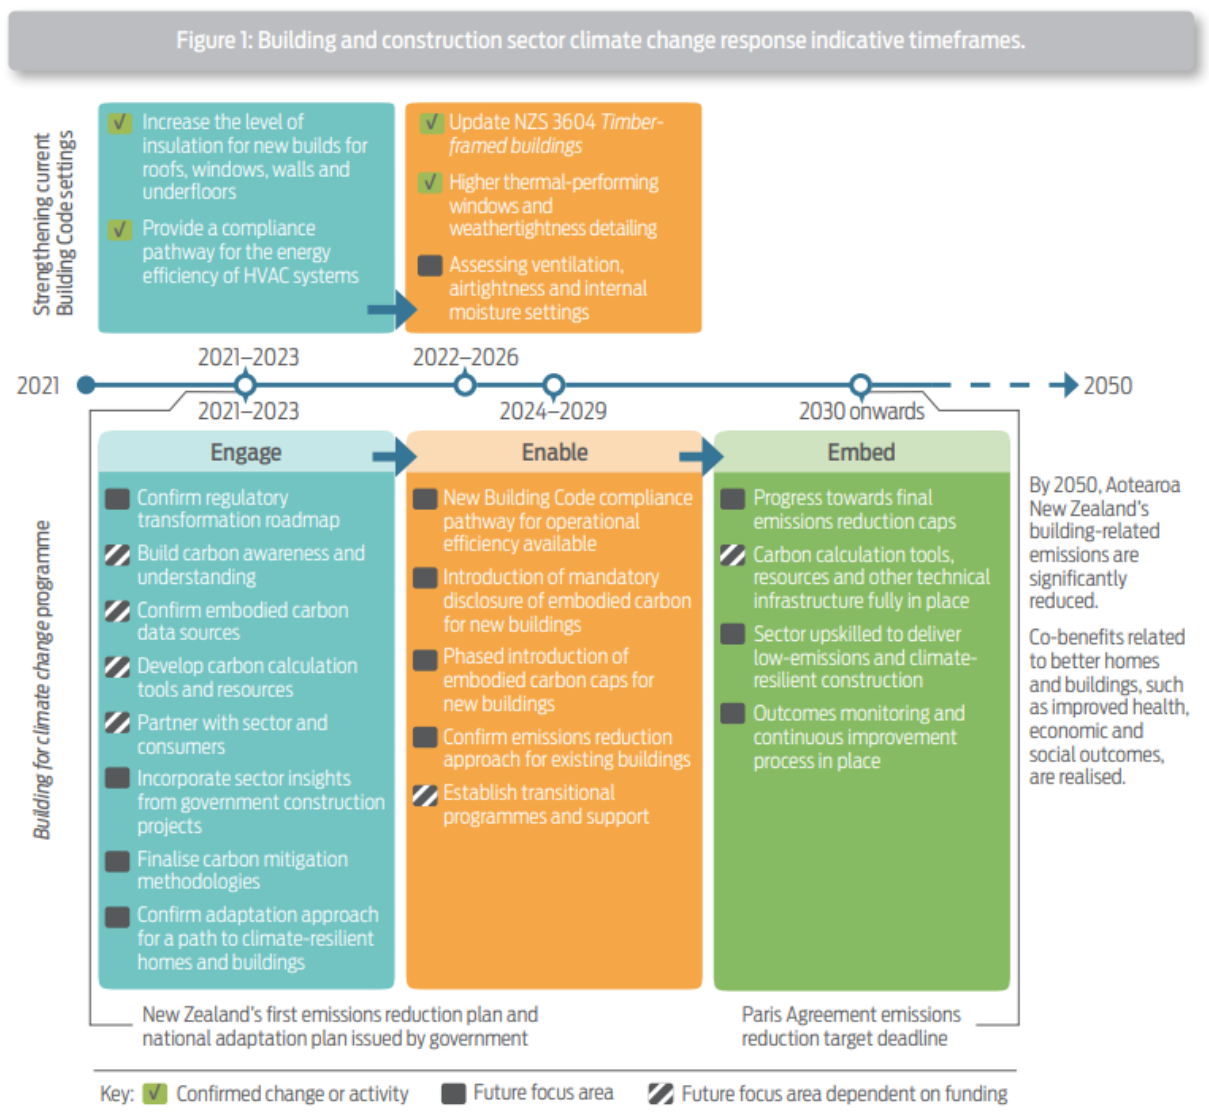 Figure 1: Building and construction sector climate change response indicative timeframes.
Strengthening current
Building Code settings
√ Increase the level of
insulation for new builds for
roofs, windows, walls and
underfloors
√ Provide a compliance
pathway for the energy
efficiency of HVAC systems
√ Update NZS 3604 Timber-
framed buildings
√ Higher thermal-performing
windows and
weathertightness detailing
Assessing ventilation,
airtightness and internal
moisture settings
2021–2023
2022–2026
2021
2050
2021–2023
2024–2029
2030 onwards
Building for climate change programme
Engage
Confirm regulatory
transformation roadmap
Build carbon awareness and
understanding
Confirm embodied carbon
data sources
Develop carbon calculation
tools and resources
Partner with sector and
consumers
Incorporate sector insights
from government construction
projects
Finalise carbon mitigation
methodologies
Confirm adaptation approach
for a path to climate-resilient
homes and buildings
Enable
New Building Code compliance
pathway for operational
efficiency available
Introduction of mandatory
disclosure of embodied carbon
for new buildings
Phased introduction of
embodied carbon caps for
new buildings
Confirm emissions reduction
approach for existing buildings
Establish transitional
programmes and support
Embed
Progress towards final
emissions reduction caps
Carbon calculation tools,
resources and other technical
infrastructure fully in place
Sector upskilled to deliver
low-emissions and climate-
resilient construction
Outcomes monitoring and
continuous improvement
process in place
By 2050, Aotearoa
New Zealand's
building-related
emissions are
significantly
reduced.
Co-benefits related
to better homes
and buildings, such
as improved health,
economic and
social outcomes,
are realised.
New Zealand's first emissions reduction plan and
national adaptation plan issued by government
Paris Agreement emissions
reduction target deadline
Key: √ Confirmed change or activity Future focus area Future focus area dependent on funding